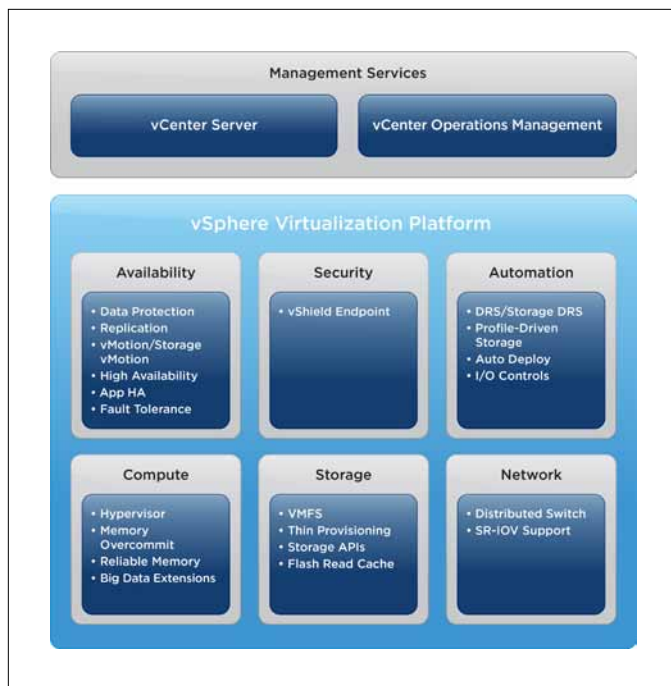 Management Services
vCenter Server
vCenter Operations Management
vSphere Virtualization Platform
Availability
• Data Protection
• Replication
• vMotion/Storage
vMotion
• High Availability
• App HA
• Fault Tolerance
Security
• vShield Endpoint
Automation
• DRS/Storage DRS
• Profile-Driven
Storage
• Auto Deploy
• I/O Controls
Compute
• Hypervisor
• Memory
Overcommit
• Reliable Memory
• Big Data Extensions
Storage
• VMFS
• Thin Provisioning
• Storage APIs
• Flash Read Cache
Network
• Distributed Switch
• SR-IOV Support